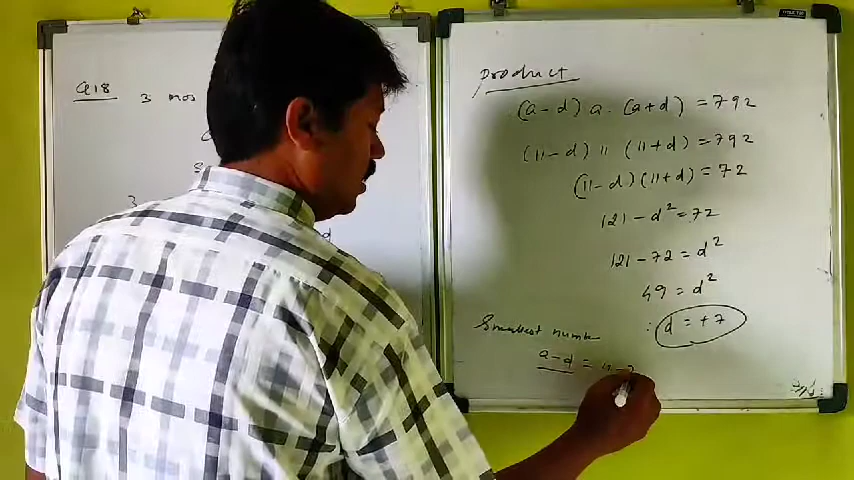 Q18
3 nos
3
d
Product
(a-d) a. (a+d) = 792
(11-d) 11 (11+d) = 792
(11-d)(11+d) = 72
121 - d² = 72
121 - 72 = d²
49 = d²
∴ d = +7
Smallest number
a-d = 11-7